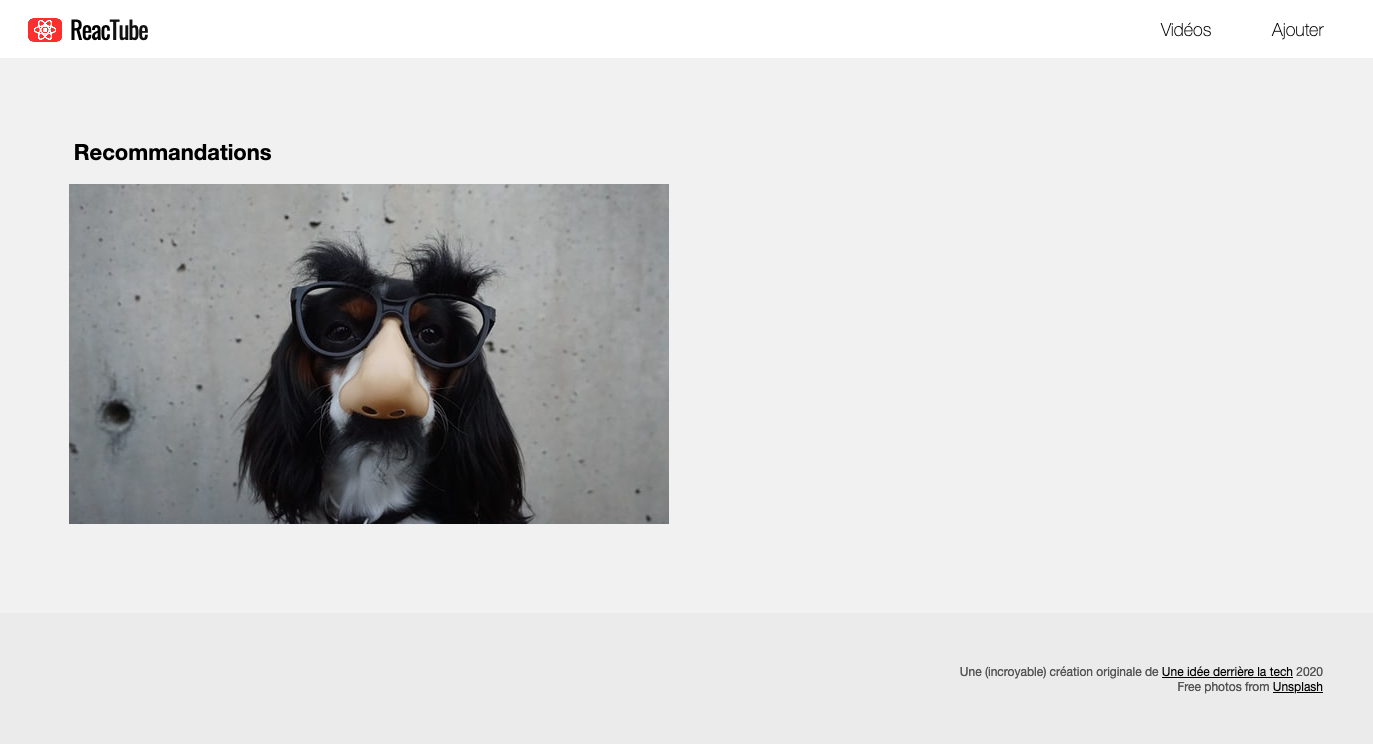 ReacTube
Vidéos
Ajouter
Recommandations
Une (incroyable) création originale de Une idée derrière la tech 2020
Free photos from Unsplash